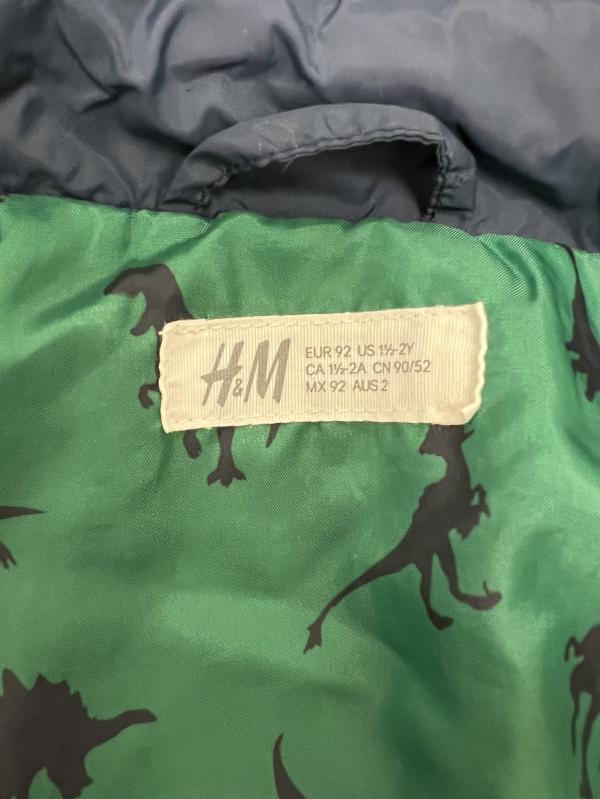 H&M
EUR 92 US 1½-2Y
CA 1½-2A CN 90/52
MX 92 AUS 2